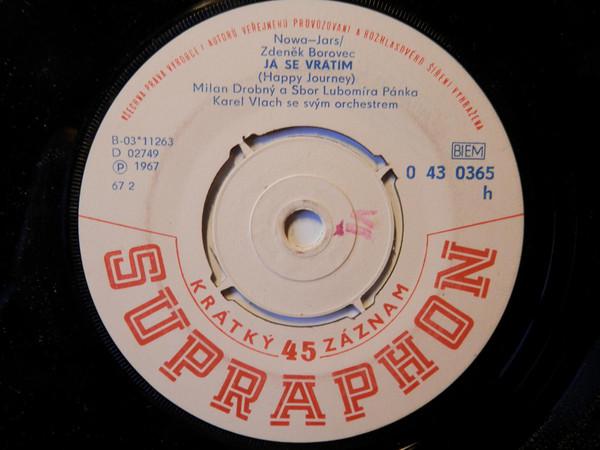 VŠECHNA PRÁVA VÝROBCE I AUTORŮ VEŘEJNÉHO PROVOZOVÁNÍ A ROZHLASOVÉHO ŠÍŘENÍ VYHRAŽENA
Nowa-Jars/
Zdeněk Borovec
JÁ SE VRÁTÍM
(Happy Journey)
Milan Drobný a Sbor Lubomíra Pánka
Karel Vlach se svým orchestrem
B-03*11263
D 02749
Ⓟ 1967
67 2
BIEM
0 43 0365
h
KRÁTKÝ 45 ZÁZNAM
SUPRAPHON